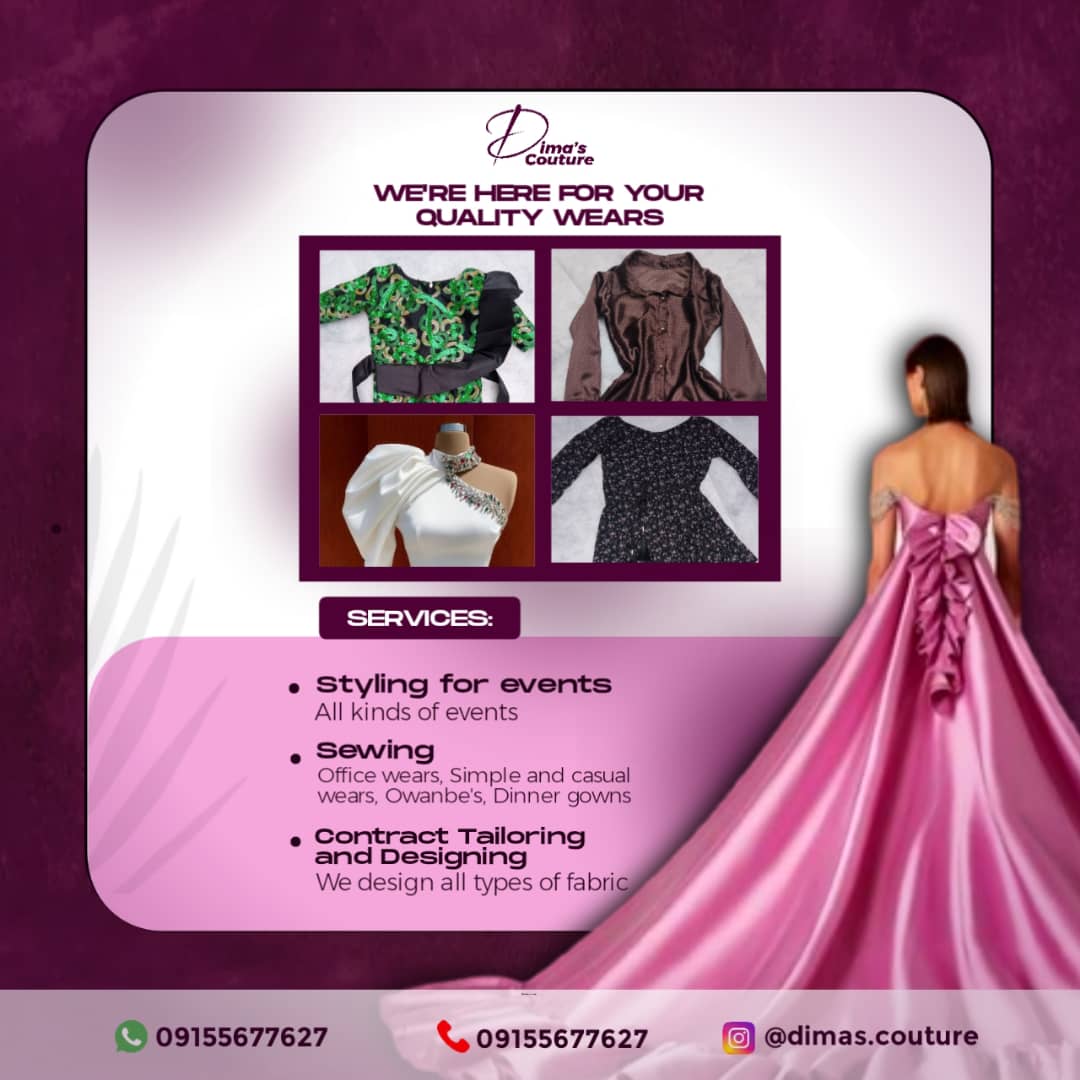 Dima's
Couture
WE'RE HERE FOR YOUR
QUALITY WEARS
SERVICES:
Styling for events
All kinds of events
Sewing
Office wears, Simple and casual
wears, Owanbe's, Dinner gowns
Contract Tailoring
and Designing
We design all types of fabric
09155677627
09155677627
@dimas.couture